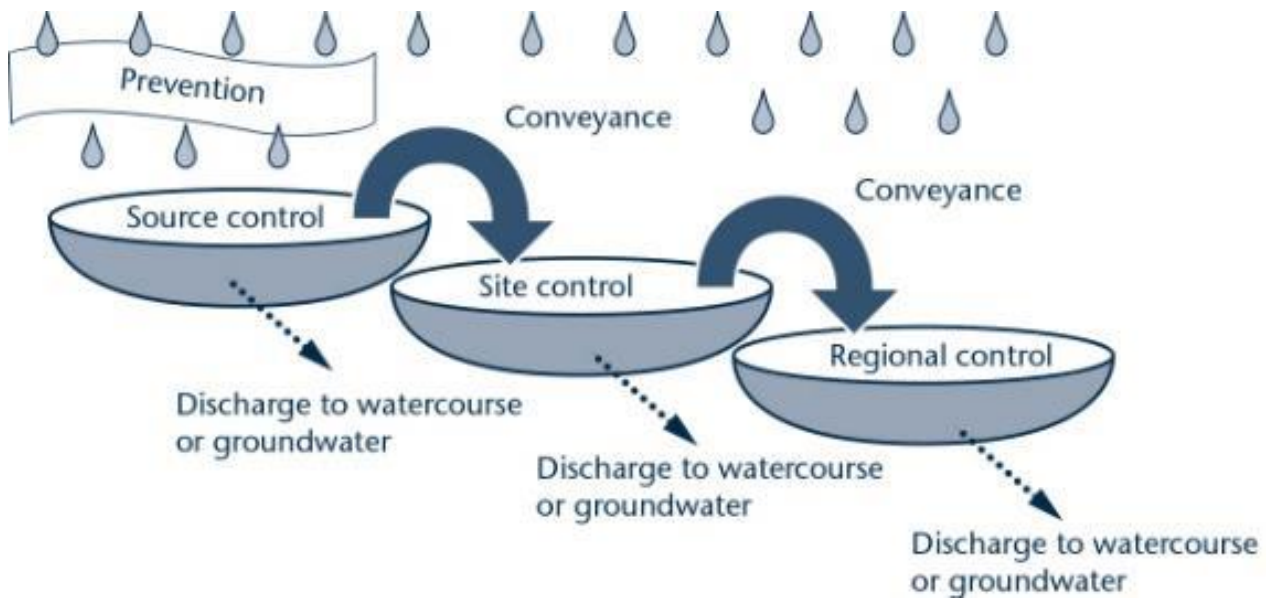 Prevention
Conveyance
Conveyance
Source control
Site control
Regional control
Discharge to watercourse
or groundwater
Discharge to watercourse
or groundwater
Discharge to watercourse
or groundwater